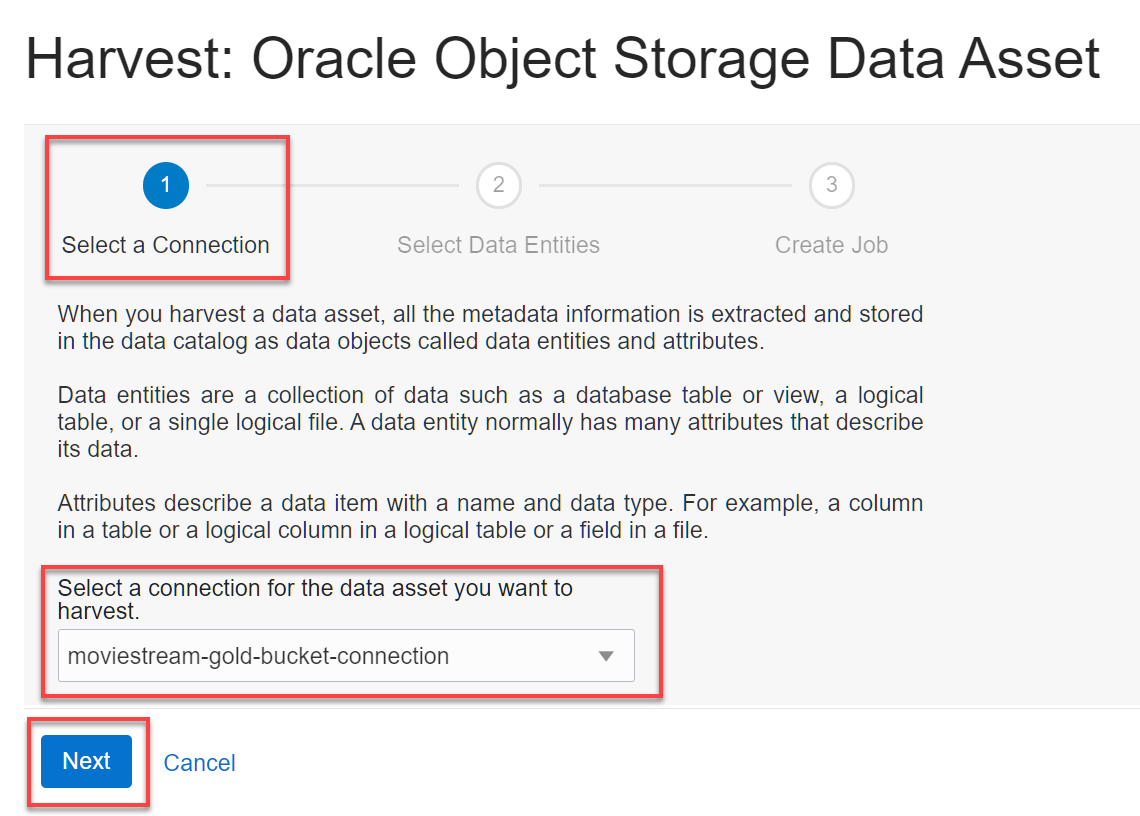 Harvest: Oracle Object Storage Data Asset
1
2
3
Select a Connection
Select Data Entities
Create Job
When you harvest a data asset, all the metadata information is extracted and stored
in the data catalog as data objects called data entities and attributes.
Data entities are a collection of data such as a database table or view, a logical
table, or a single logical file. A data entity normally has many attributes that describe
its data.
Attributes describe a data item with a name and data type. For example, a column
in a table or a logical column in a logical table or a field in a file.
Select a connection for the data asset you want to
harvest.
moviestream-gold-bucket-connection
Next
Cancel